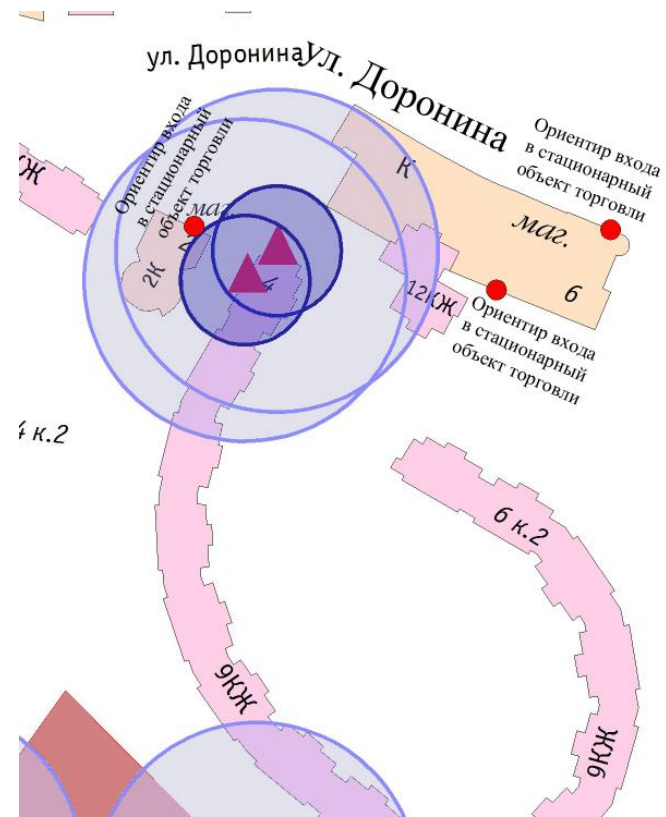 ул. Доронина
ул. Доронина
Ориентир входа
в стационарный
объект торговли
Ориентир входа
в стационарный
объект торговли
маг.
К
маг.
КЖ
2К
4
12КЖ
6
Ориентир входа
в стационарный
объект торговли
4 к.2
6 к.2
9КЖ
9КЖ